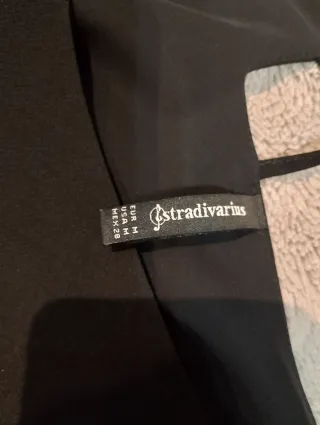 stradivarius
EUR M
USA M
MEX 28